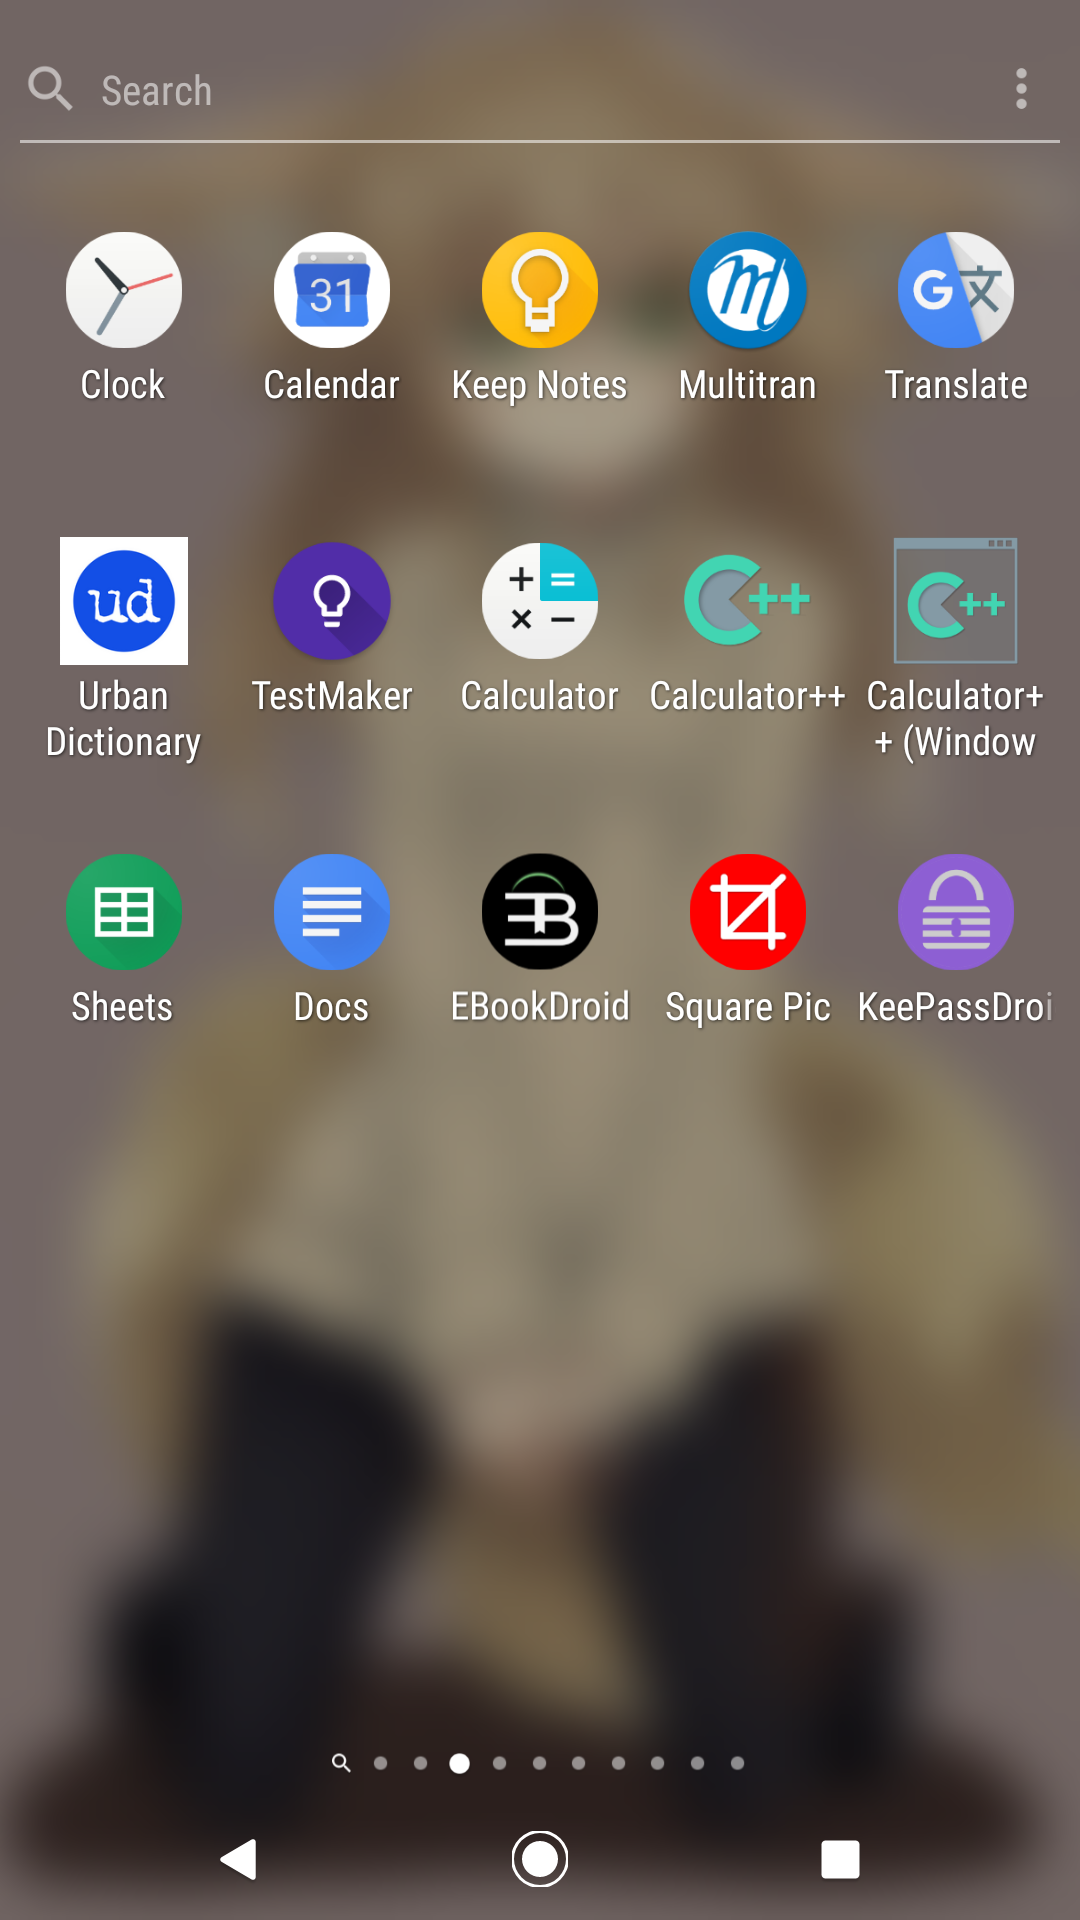 Search
31
G 文
Clock
Calendar
Keep Notes
Multitran
Translate
ud
C++
C++
Urban
Dictionary
TestMaker
Calculator
Calculator++
Calculator+
+ (Window
Sheets
Docs
EBookDroid
Square Pic
KeePassDroi